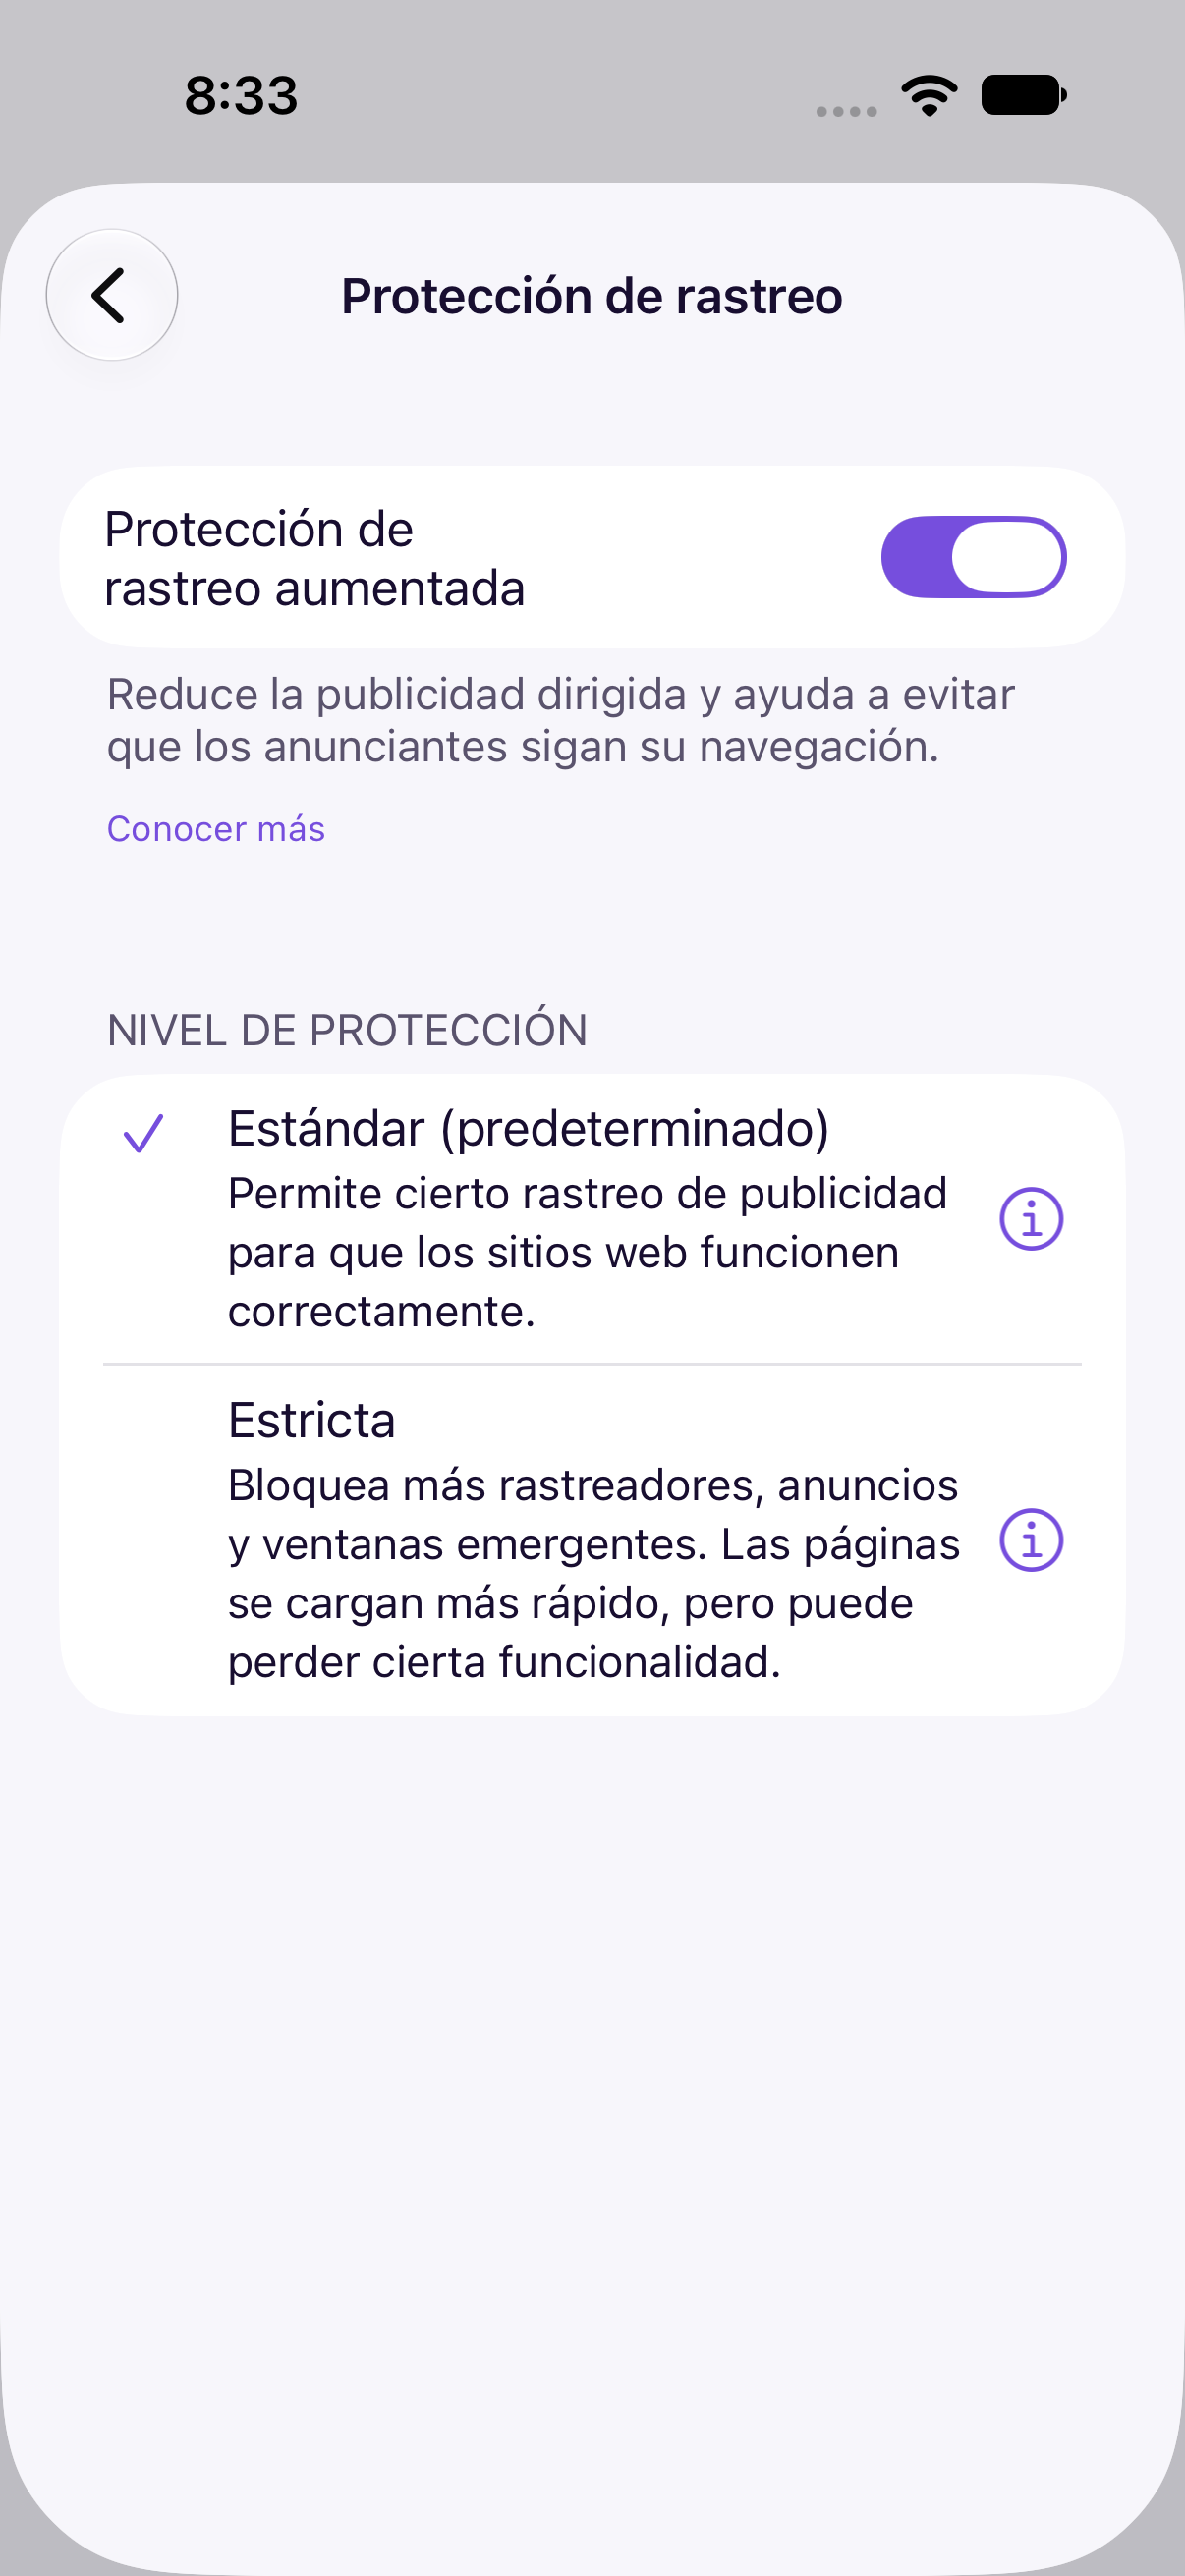 8:33
Protección de rastreo
Protección de
rastreo aumentada
Reduce la publicidad dirigida y ayuda a evitar
que los anunciantes sigan su navegación.
Conocer más
NIVEL DE PROTECCIÓN
Estándar (predeterminado)
Permite cierto rastreo de publicidad
para que los sitios web funcionen
correctamente.
Estricta
Bloquea más rastreadores, anuncios
y ventanas emergentes. Las páginas
se cargan más rápido, pero puede
perder cierta funcionalidad.